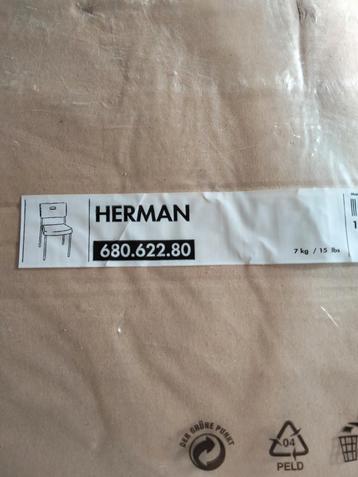 HERMAN
680.622.80
7 kg / 15 lbs
DER GRÜNE PUNKT
04
PELD